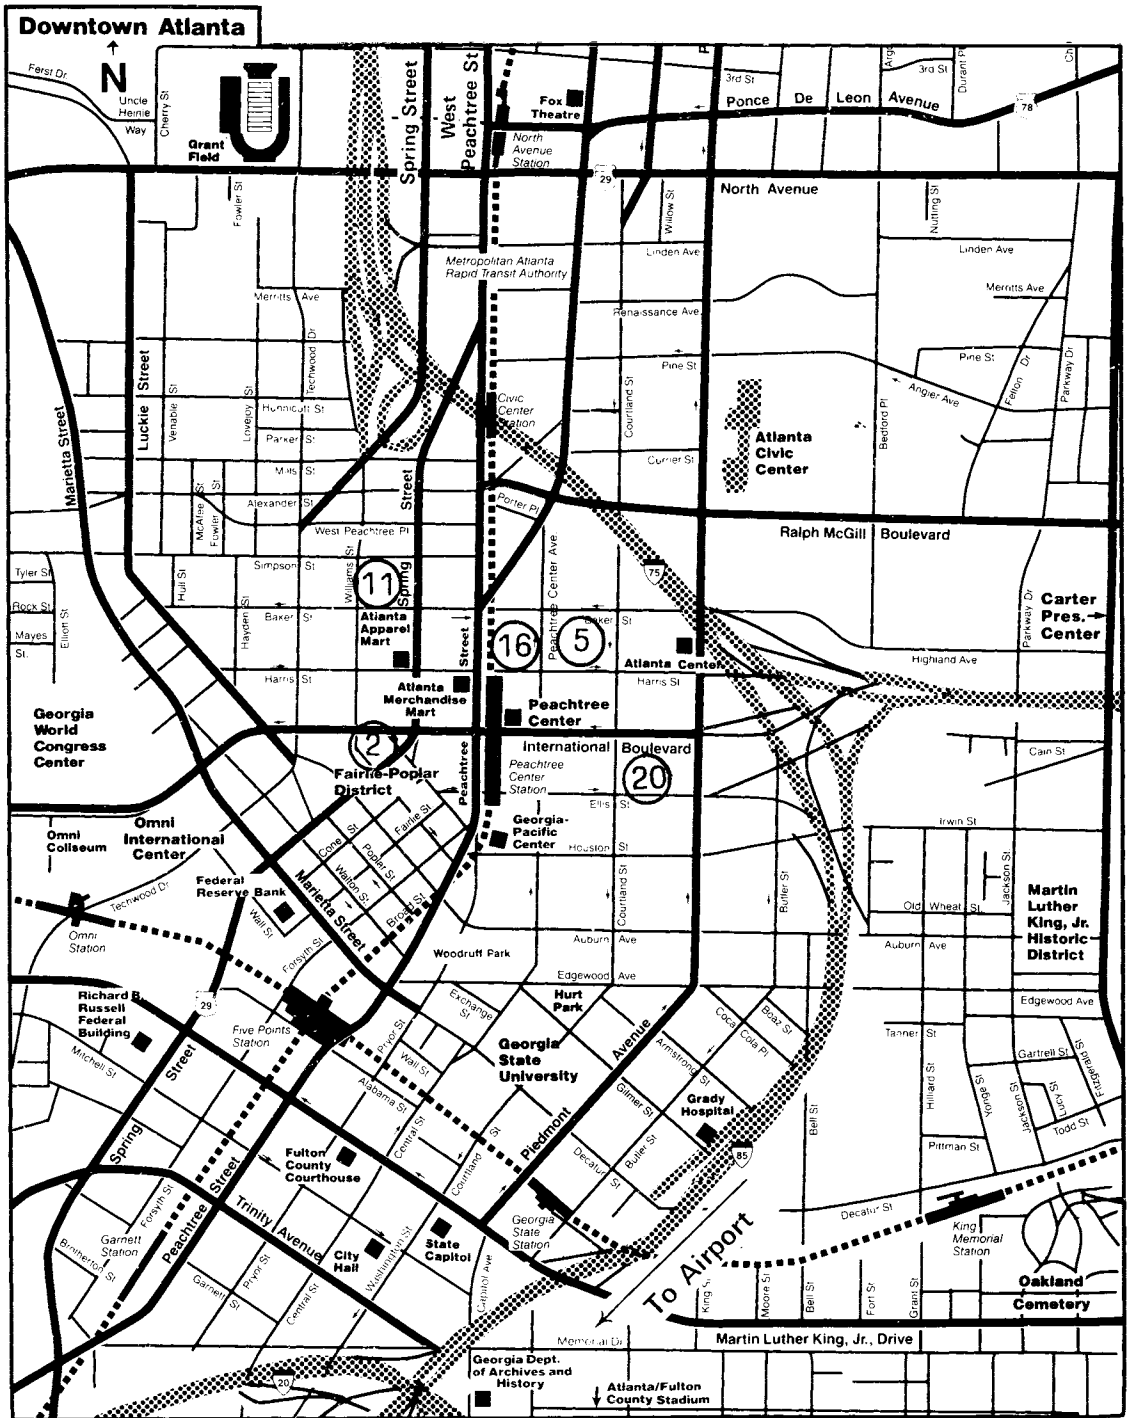 Downtown Atlanta
N
Ferst Dr.
Uncle
Heinie
Way
Cherry St
Grant
Field
Spring Street
West
Peachtree St
Fox
Theatre
North
Avenue
Station
3rd St
3rd St
Durant Pl
Ponce De Leon Avenue
78
29
North Avenue
Fowler St
Willow St
Nutting St
Linden Ave
Linden Ave
Metropolitan Atlanta
Rapid Transit Authority
Merritts Ave
Merritts Ave
Renaissance Ave
Techwood Dr
Luckie Street
Marietta Street
Venable St
Lovejoy St
Hunnicutt St
Parker St
Mills St
Alexander St
McAfee St
Fowler St
West Peachtree Pl
Civic
Center
Station
Courtland St
Pine St
Pine St
Angier Ave
Felton Dr
Parkway Dr
Bedford Pl
Currier St
Atlanta
Civic
Center
Porter Pl
Ralph McGill Boulevard
Street
Spring
Tyler St
Rock St
Mayes
St.
Elliott St
Hull St
Simpson St
Williams St
Hayden St
Baker St
11
Atlanta
Apparel
Mart
Peachtree Center Ave.
75
16
5
Baker St
Street
Atlanta Center
Parkway Dr
Carter
Pres.
Center
Highland Ave
Harris St
Harris St
Atlanta
Merchandise
Mart
Peachtree
Center
Georgia
World
Congress
Center
2
International Boulevard
Peachtree
Peachtree
Center
Station
20
Cain St
Fairlie-Poplar
District
Ellis St
Georgia-
Pacific
Center
Houston St
Irwin St
Omni
Coliseum
Omni
International
Center
Cone St
Fairlie St
Poplar St
Walton St
Broad St
Marietta Street
Techwood Dr
Federal
Reserve Bank
Wall St
Courtland St
Butler St
Jackson St
Old Wheat St
Martin
Luther
King, Jr.
Historic
District
Omni
Station
Forsyth St
Woodruff Park
Auburn Ave
Auburn Ave
Edgewood Ave
Edgewood Ave
Richard B.
Russell
Federal
Building
29
Five Points
Station
Exchange
St
Hurt
Park
Georgia
State
University
Pryor St
Wall St
Avenue
Coca
Cola Pl
Boaz St
Armstrong St
Tanner St
Gartrell St
Fitzgerald St
Mitchell St
Street
Spring
Alabama St
Central St
Gilmer St
Grady
Hospital
Hilliard St
Yonge St
Jackson St
Lucy St
Todd St
Bell St
Piedmont
Decatur St
Butler St
85
Pittman St
Fulton
County
Courthouse
Courtland St
Forsyth St
Peachtree Street
Trinity Avenue
Decatur St
Garnett
Station
Brotherton St
Garnett St
Pryor St
Central St
City
Hall
Washington St
State
Capitol
Capitol Ave
Georgia
State
Station
To Airport
King
Memorial
Station
Oakland
Cemetery
King St
Moore St
Bell St
Fort St
Grant St
Memorial Dr
Martin Luther King, Jr., Drive
20
Georgia Dept.
of Archives and
History
Atlanta/Fulton
County Stadium